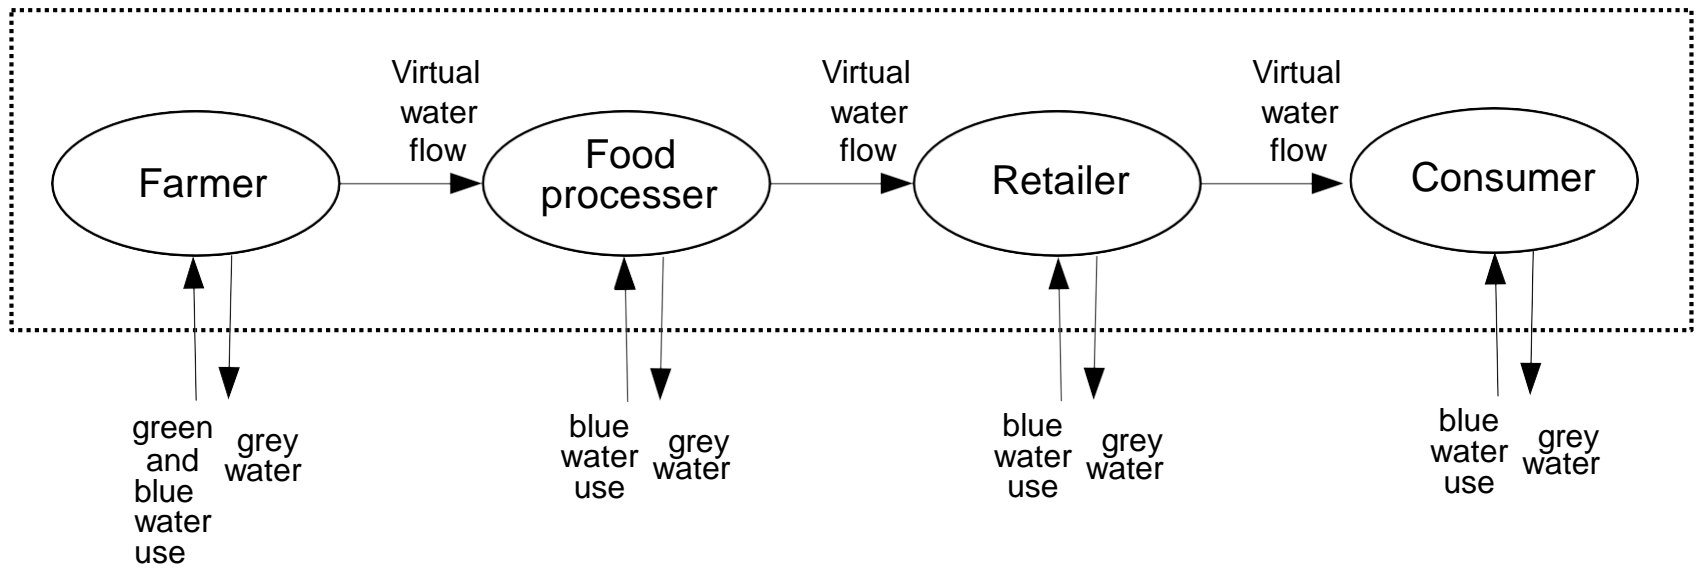 Virtual
water
flow
Virtual
water
flow
Virtual
water
flow
Farmer
Food
processer
Retailer
Consumer
green
and
blue
water
use
grey
water
blue
water
use
grey
water
blue
water
use
grey
water
blue
water
use
grey
water